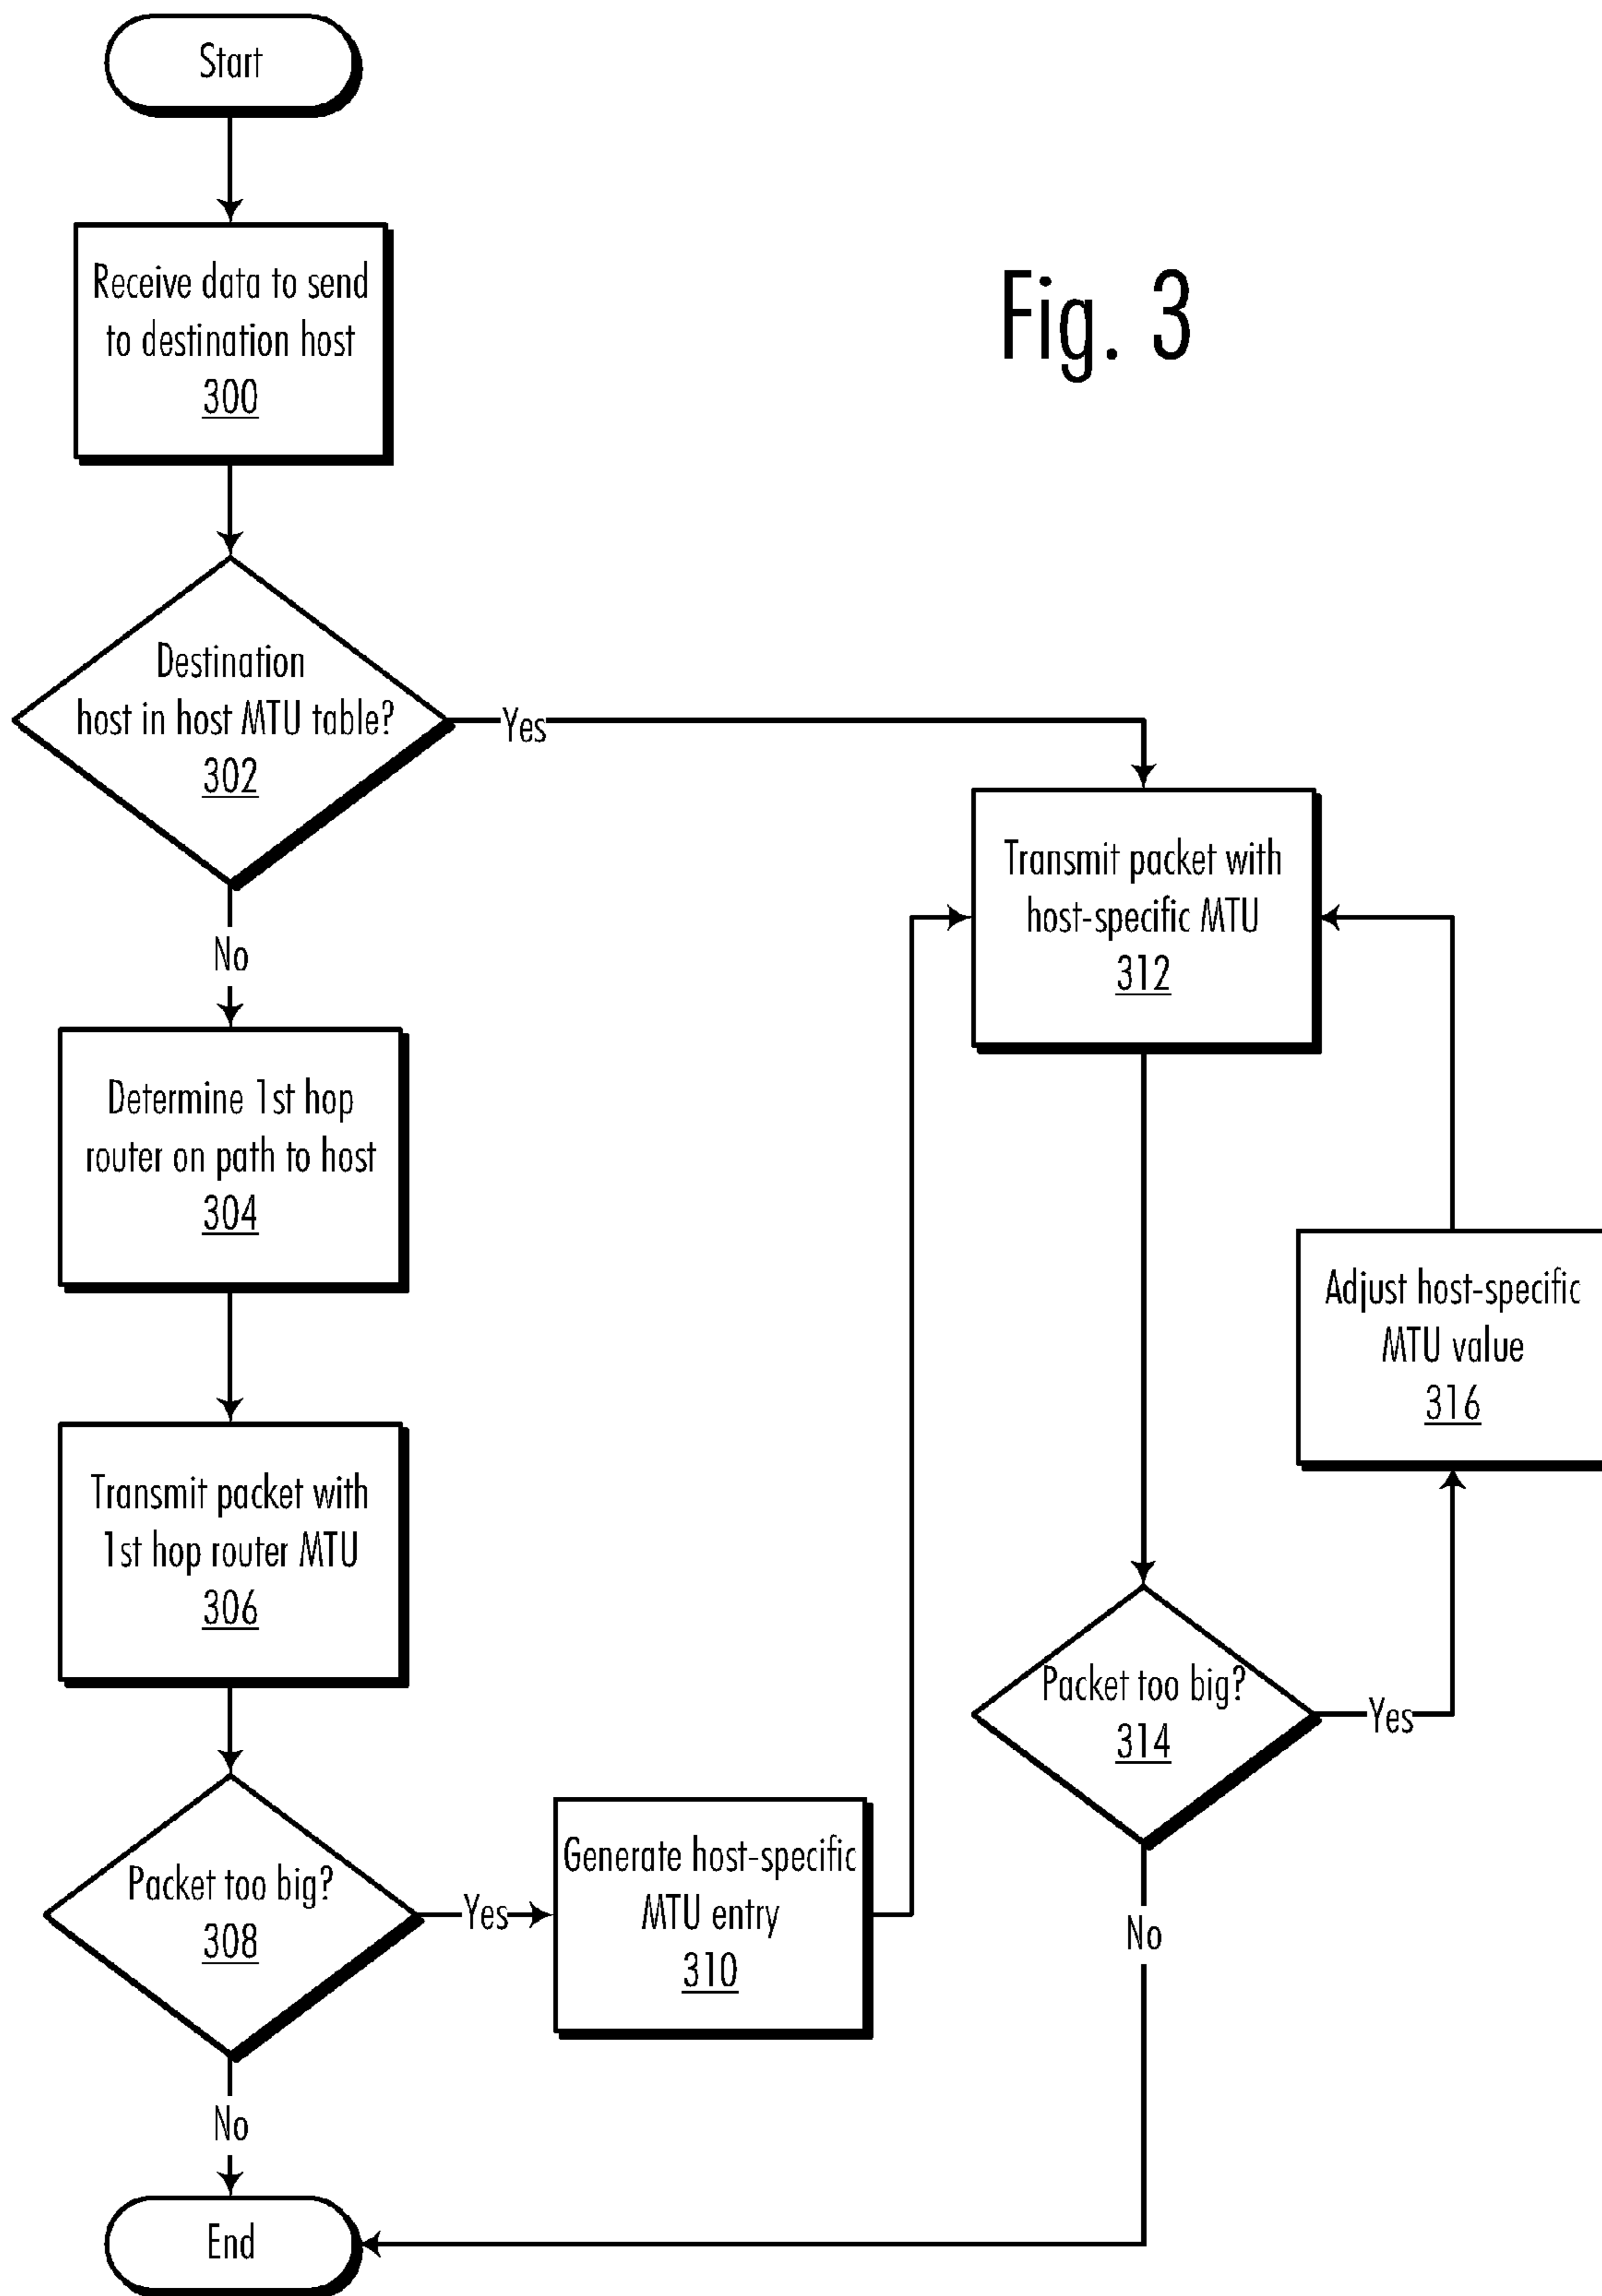 Start
Receive data to send
to destination host
300
Fig. 3
Destination
host in host MTU table?
302
Yes
No
Transmit packet with
host-specific MTU
312
Determine 1st hop
router on path to host
304
Adjust host-specific
MTU value
316
Transmit packet with
1st hop router MTU
306
Packet too big?
314
Yes
No
Packet too big?
308
Yes
Generate host-specific
MTU entry
310
No
End